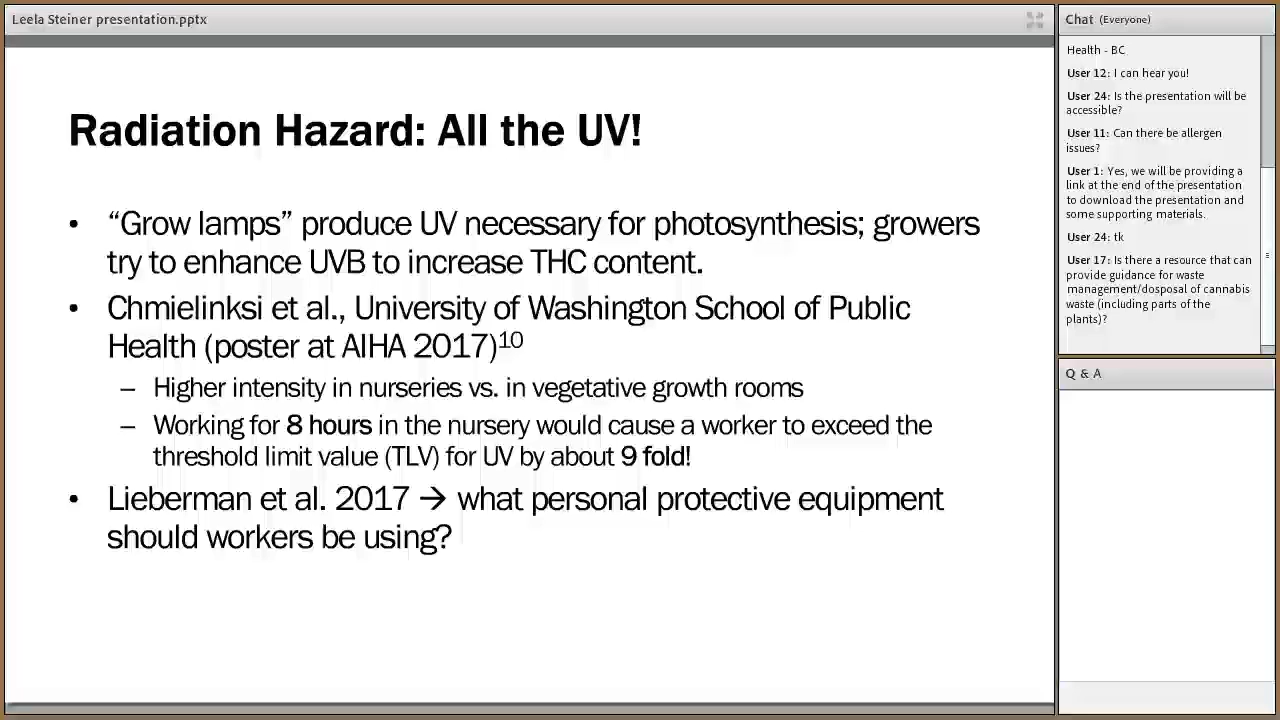 Leela Steiner presentation.pptx
Radiation Hazard: All the UV!
• “Grow lamps” produce UV necessary for photosynthesis; growers
try to enhance UVB to increase THC content.
• Chmielinksi et al., University of Washington School of Public
Health (poster at AIHA 2017)10
– Higher intensity in nurseries vs. in vegetative growth rooms
– Working for 8 hours in the nursery would cause a worker to exceed the
threshold limit value (TLV) for UV by about 9 fold!
• Lieberman et al. 2017 → what personal protective equipment
should workers be using?
Chat (Everyone)
Health - BC
User 12: I can hear you!
User 24: Is the presentation will be
accessible?
User 11: Can there be allergen
issues?
User 1: Yes, we will be providing a
link at the end of the presentation
to download the presentation and
some supporting materials.
User 24: tk
User 17: Is there a resource that can
provide guidance for waste
management/dosposal of cannabis
waste (including parts of the
plants)?
Q & A